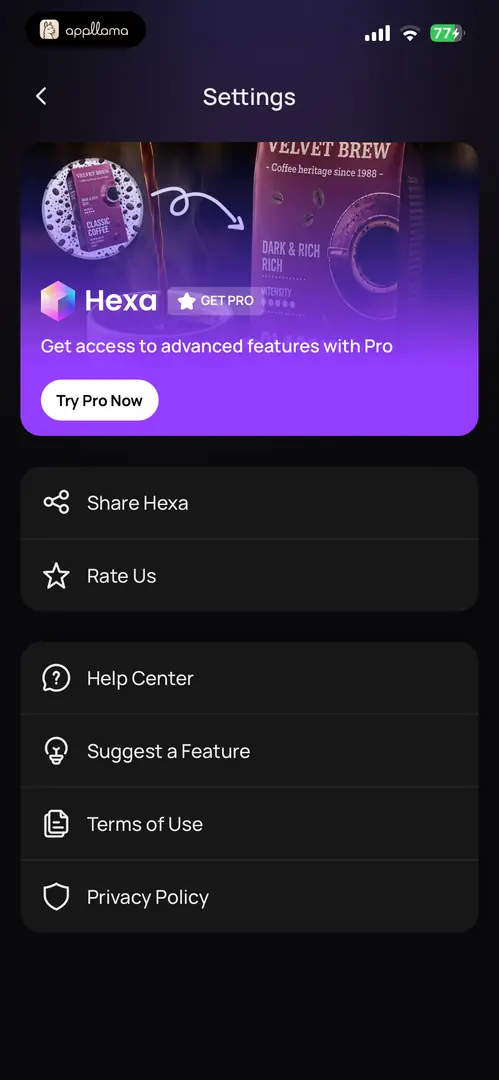 appllama
77
Settings
VELVET BREW
- Coffee heritage since 1988 -
VELVET BREW
DARK & RICH
RICH
CLASSIC
COFFEE
INTENSITY
Hexa
GET PRO
Get access to advanced features with Pro
Try Pro Now
Share Hexa
Rate Us
Help Center
Suggest a Feature
Terms of Use
Privacy Policy